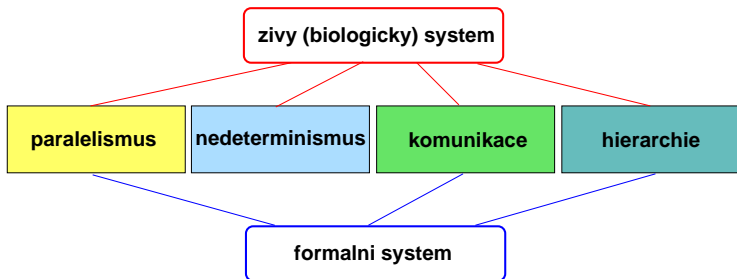 zivy (biologicky) system
paralelismus
nedeterminismus
komunikace
hierarchie
formalni system